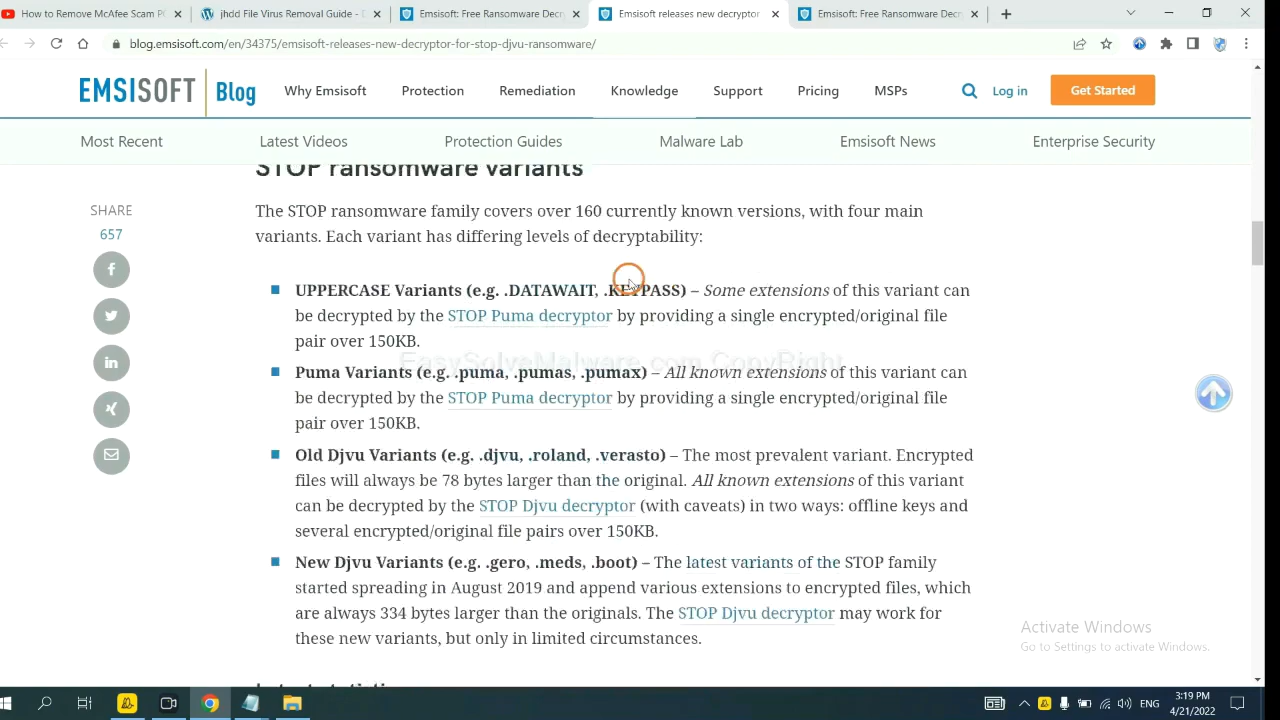 How to Remove McAfee Scam P
jhdd File Virus Removal Guide - D
Emsisoft: Free Ransomware Decr
Emsisoft releases new decryptor
Emsisoft: Free Ransomware Decr
blog.emsisoft.com/en/34375/emsisoft-releases-new-decryptor-for-stop-djvu-ransomware/
EMSISOFT Blog
Why Emsisoft
Protection
Remediation
Knowledge
Support
Pricing
MSPs
Log in
Get Started
Most Recent
Latest Videos
Protection Guides
Malware Lab
Emsisoft News
Enterprise Security
STOP ransomware variants
SHARE
657
The STOP ransomware family covers over 160 currently known versions, with four main
variants. Each variant has differing levels of decryptability:
UPPERCASE Variants (e.g. .DATAWAIT, .KEYPASS) – Some extensions of this variant can
be decrypted by the STOP Puma decryptor by providing a single encrypted/original file
pair over 150KB.
EasySolveMalware.com CopyRight
Puma Variants (e.g. .puma, .pumas, .pumax) – All known extensions of this variant can
be decrypted by the STOP Puma decryptor by providing a single encrypted/original file
pair over 150KB.
Old Djvu Variants (e.g. .djvu, .roland, .verasto) – The most prevalent variant. Encrypted
files will always be 78 bytes larger than the original. All known extensions of this variant
can be decrypted by the STOP Djvu decryptor (with caveats) in two ways: offline keys and
several encrypted/original file pairs over 150KB.
New Djvu Variants (e.g. .gero, .meds, .boot) – The latest variants of the STOP family
started spreading in August 2019 and append various extensions to encrypted files, which
are always 334 bytes larger than the originals. The STOP Djvu decryptor may work for
these new variants, but only in limited circumstances.
Activate Windows
Go to Settings to activate Windows.
ENG
3:19 PM
4/21/2022